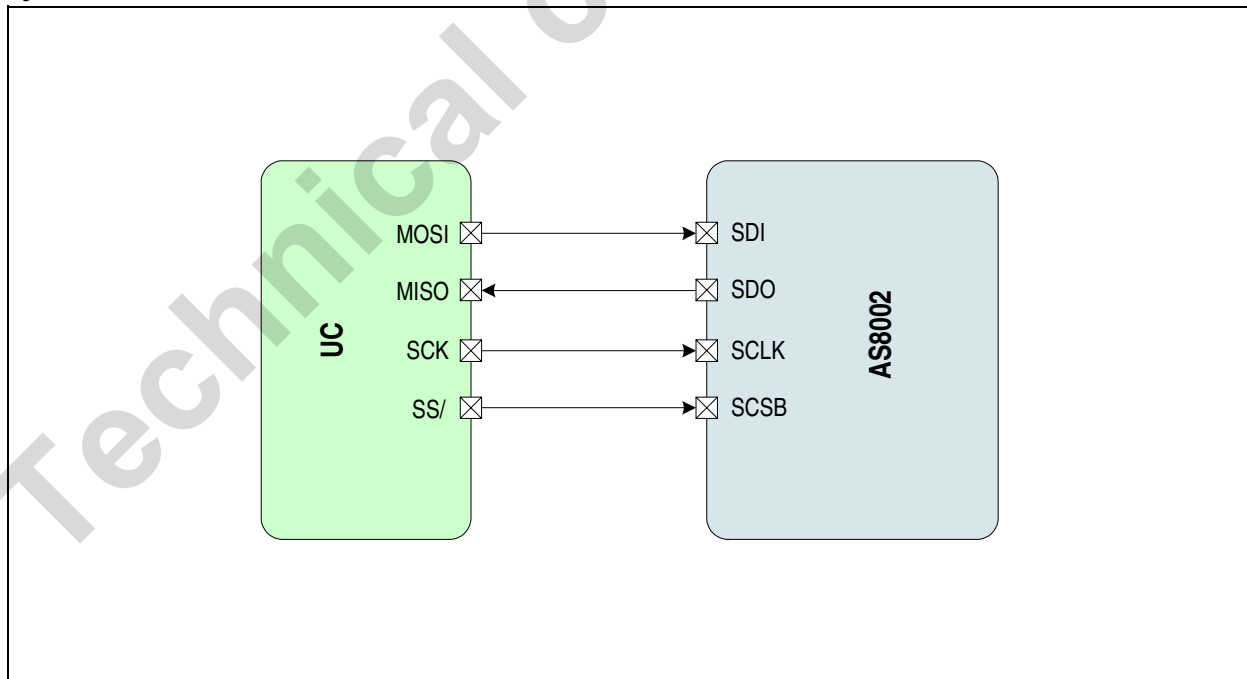 Technical
MOSI
SDI
MISO
SDO
UC
AS8002
SCK
SCLK
SS/
SCSB